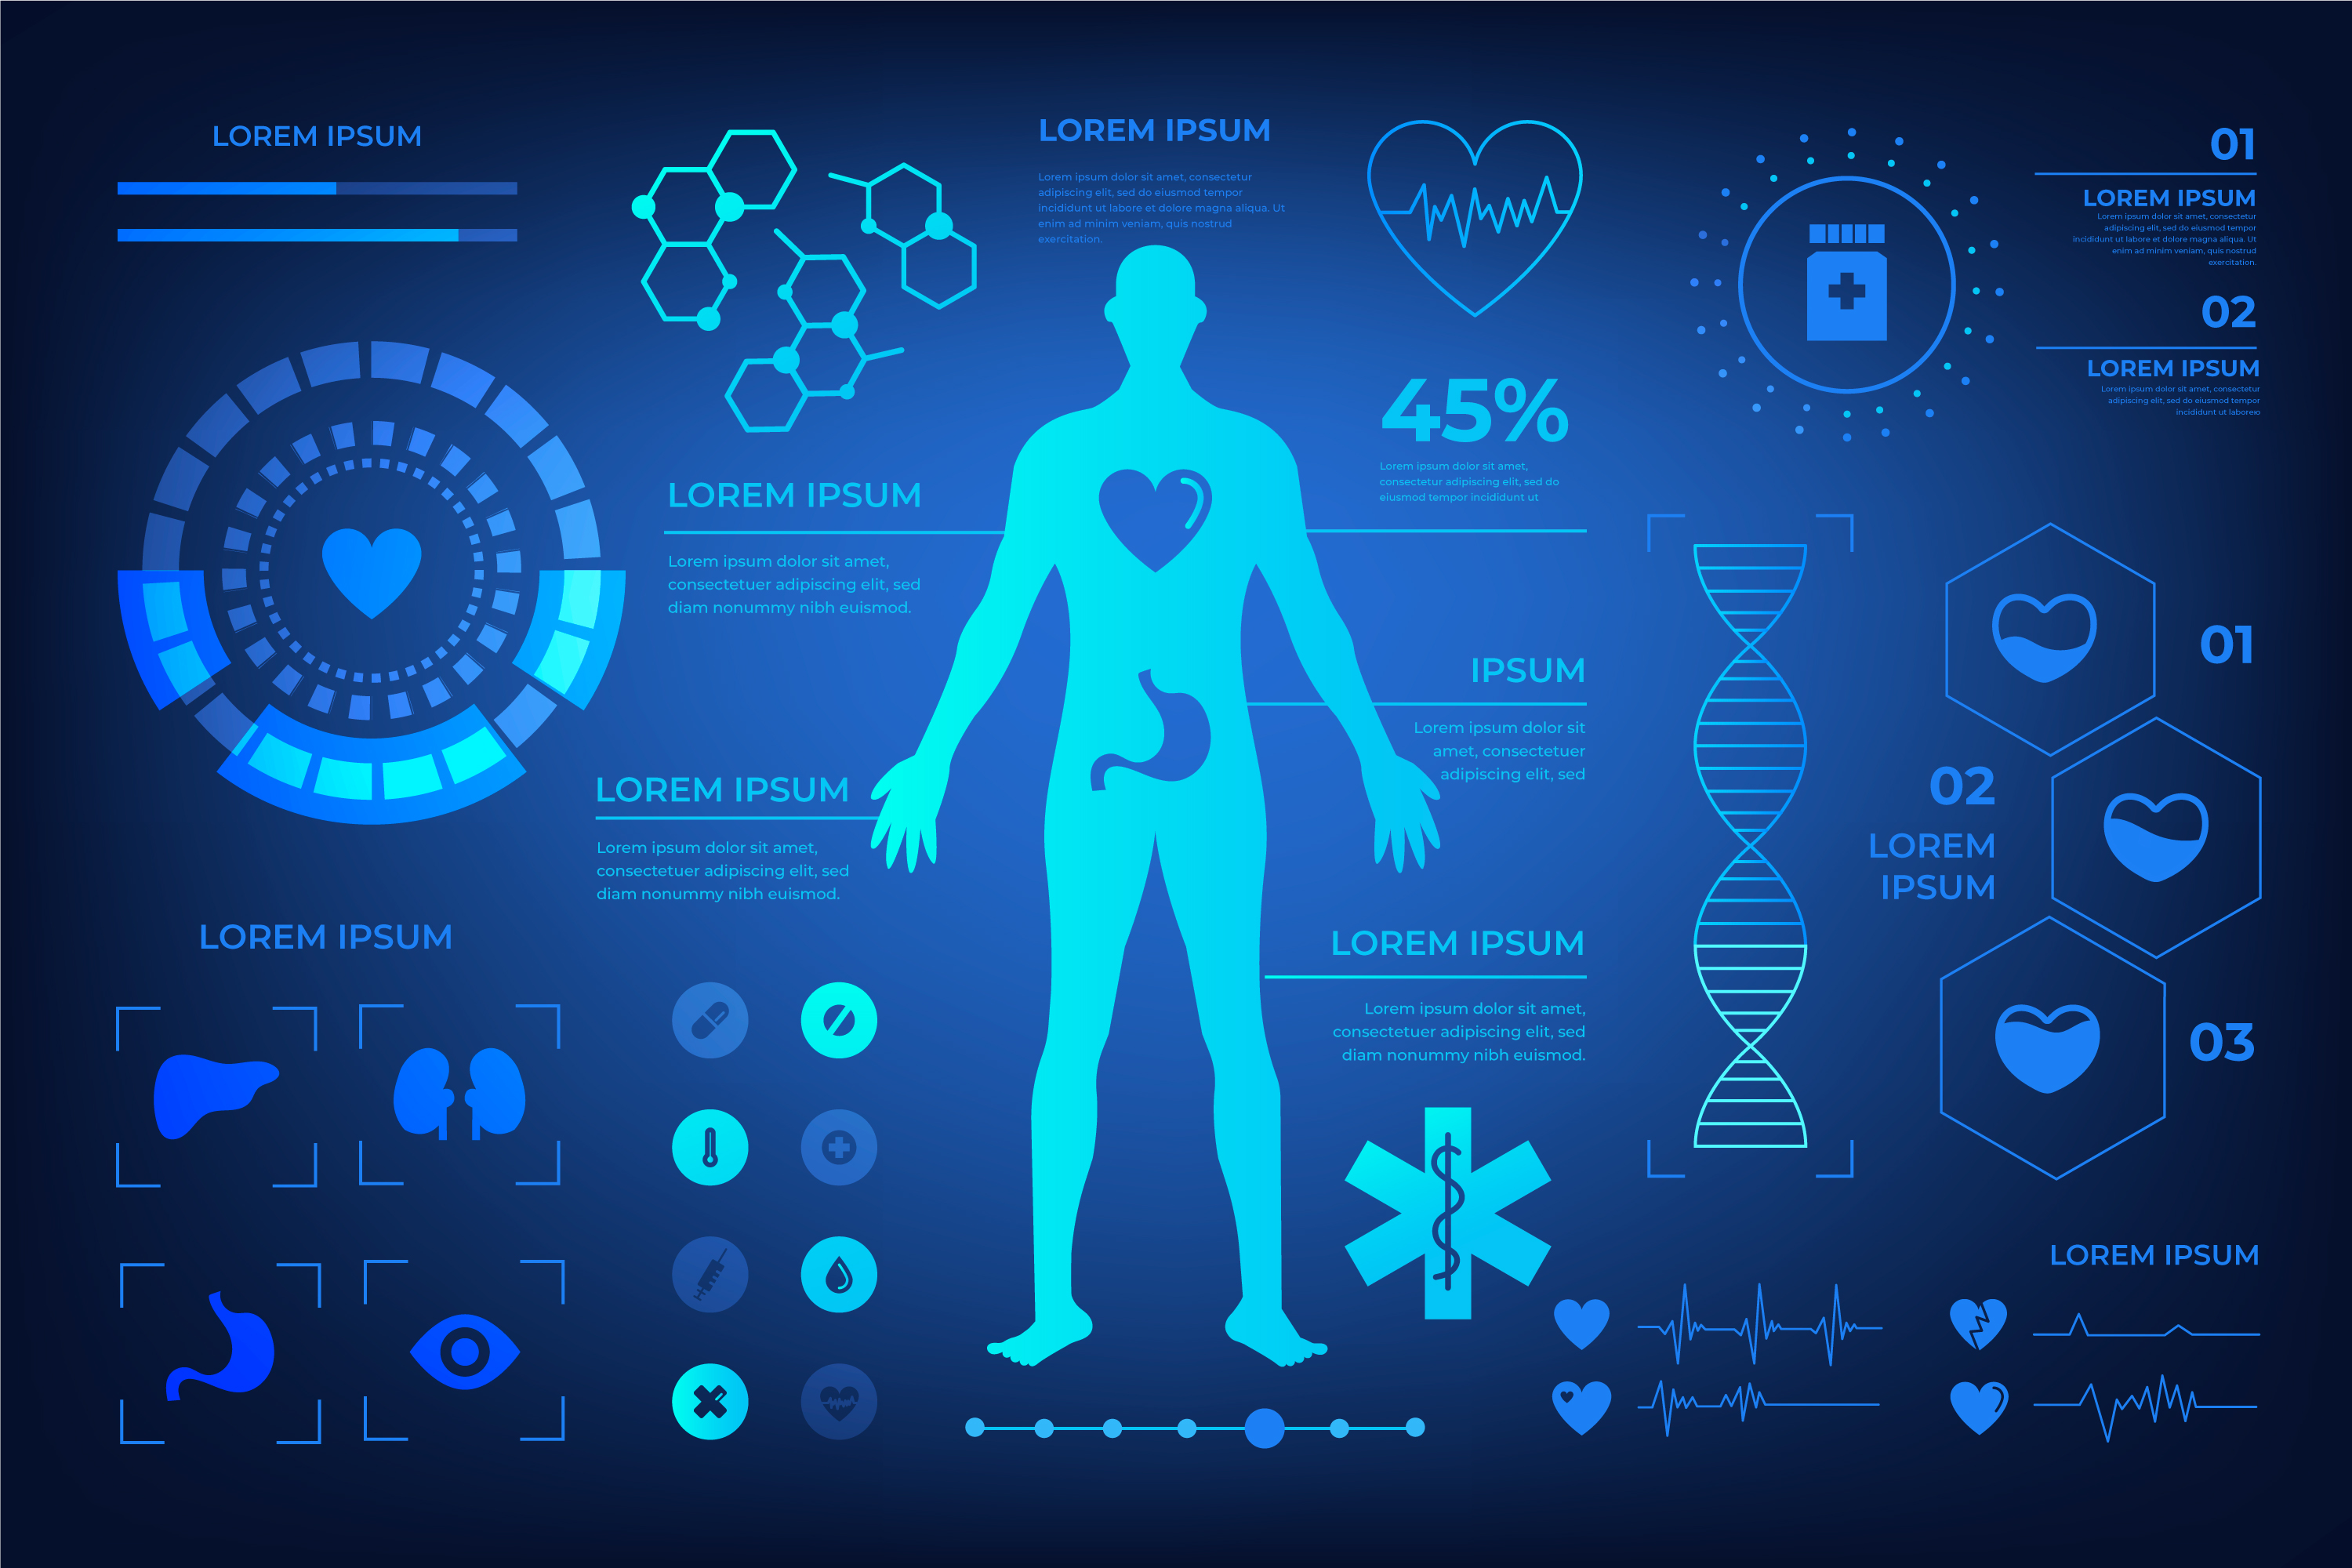 LOREM IPSUM
LOREM IPSUM
Lorem ipsum dolor sit amet, consectetur
adipiscing elit, sed do eiusmod tempor
incididunt ut labore et dolore magna aliqua. Ut
enim ad minim veniam, quis nostrud
exercitation.
01
LOREM IPSUM
Lorem ipsum dolor sit amet, consectetur
adipiscing elit, sed do eiusmod tempor
incididunt ut labore et dolore magna aliqua. Ut
enim ad minim veniam, quis nostrud
exercitation.
02
LOREM IPSUM
Lorem ipsum dolor sit amet, consectetur
adipiscing elit, sed do eiusmod tempor
incididunt ut laboreo
45%
Lorem ipsum dolor sit amet,
consectetur adipiscing elit, sed do
eiusmod tempor incididunt ut
LOREM IPSUM
Lorem ipsum dolor sit amet,
consectetuer adipiscing elit, sed
diam nonummy nibh euismod.
IPSUM
Lorem ipsum dolor sit
amet, consectetuer
adipiscing elit, sed
LOREM IPSUM
Lorem ipsum dolor sit amet,
consectetuer adipiscing elit, sed
diam nonummy nibh euismod.
01
02
LOREM
IPSUM
03
LOREM IPSUM
LOREM IPSUM
Lorem ipsum dolor sit amet,
consectetuer adipiscing elit, sed
diam nonummy nibh euismod.
LOREM IPSUM